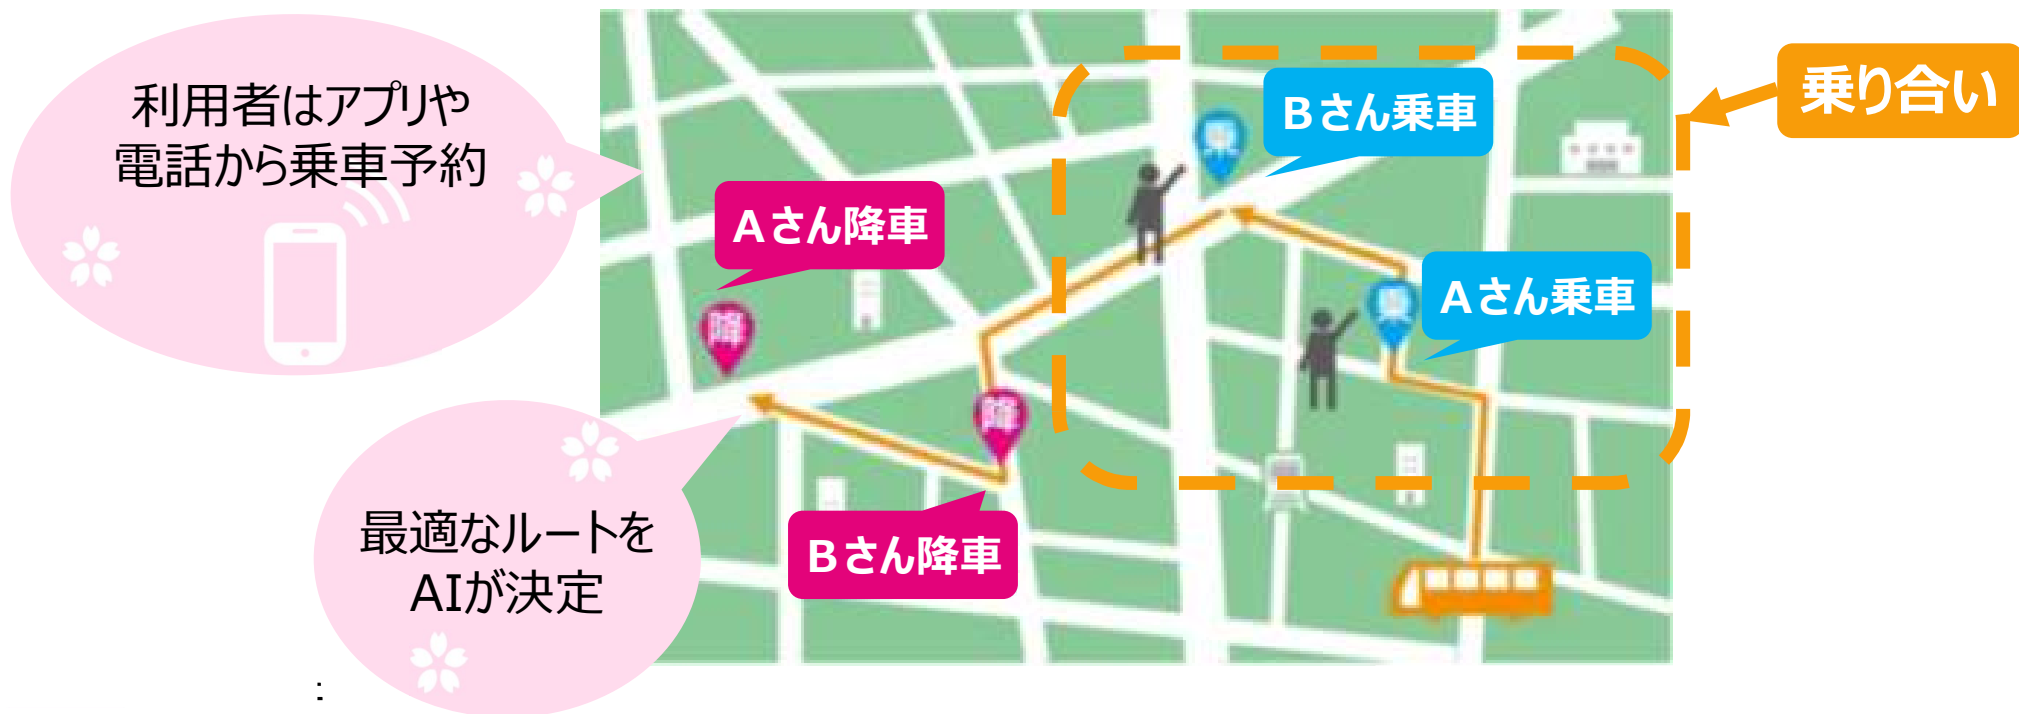 利用者はアプリや
電話から乗車予約
乗り合い
Bさん乗車
Aさん降車
Aさん乗車
降
降
Bさん降車
最適なルートを
AIが決定
: